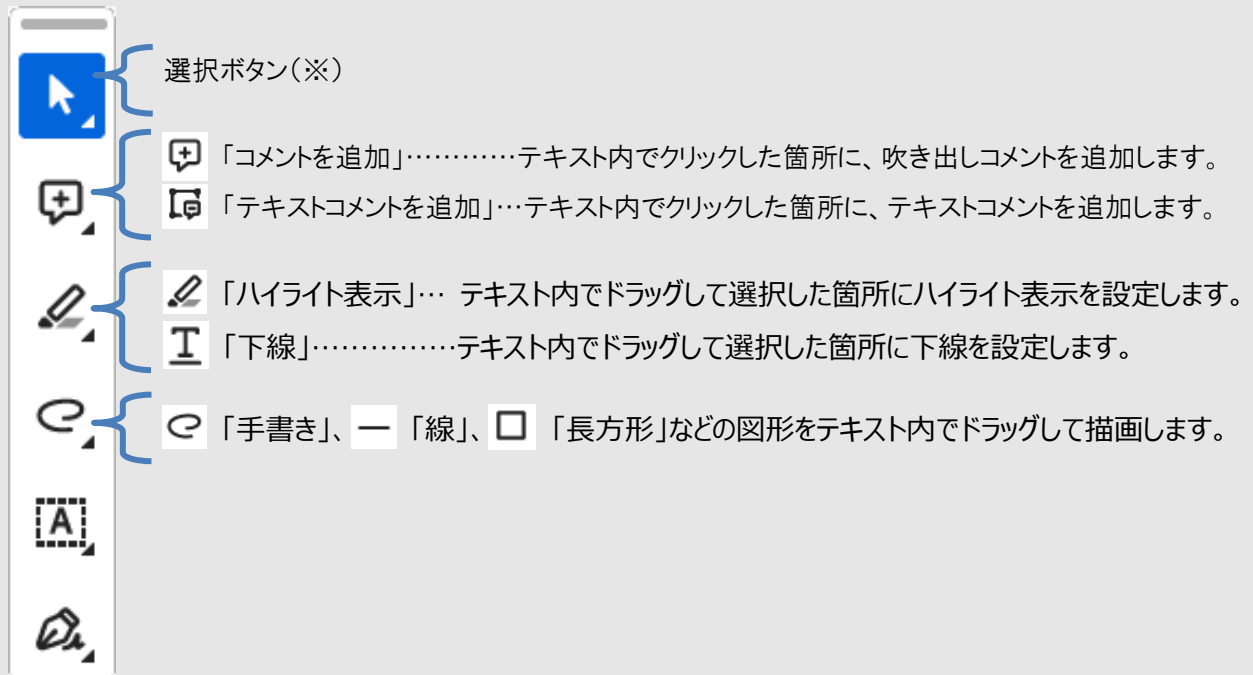 選択ボタン(※)
「コメントを追加」…………テキスト内でクリックした箇所に、吹き出しコメントを追加します。
「テキストコメントを追加」…テキスト内でクリックした箇所に、テキストコメントを追加します。
「ハイライト表示」… テキスト内でドラッグして選択した箇所にハイライト表示を設定します。
T 「下線」……………テキスト内でドラッグして選択した箇所に下線を設定します。
「手書き」、 「線」、 「長方形」などの図形をテキスト内でドラッグして描画します。
A